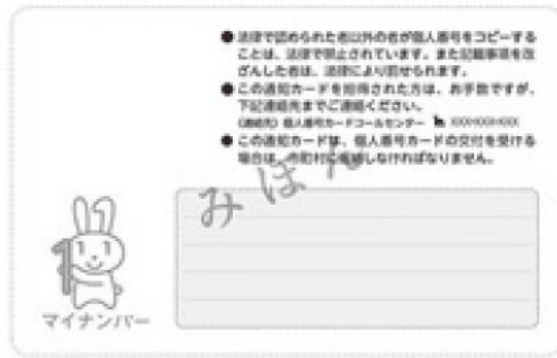 ● 法律で認められた者以外の者が個人番号をコピーする
ことは、法律で禁止されています。また記載事項を改
ざんした者は、法律により罰せられます。
● この通知カードを拾得された方は、お手数ですが、
下記連絡先までご連絡ください。
(連絡先) 個人番号カードコールセンター
● この通知カードは、個人番号カードの交付を受ける
場合は、市町村に返納しなければなりません。
みほん
マイナンバー